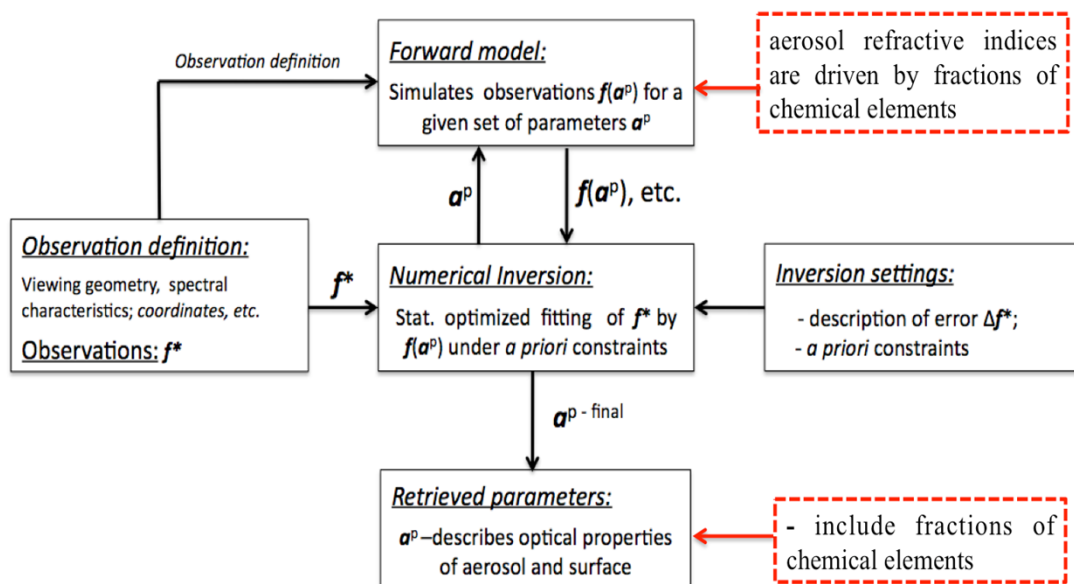 Observation definition
Forward model:
Simulates observations f(aᵖ) for a
given set of parameters aᵖ
aerosol refractive indices
are driven by fractions of
chemical elements
aᵖ
f(aᵖ), etc.
Observation definition:
Viewing geometry, spectral
characteristics; coordinates, etc.
Observations: f*
f*
Numerical Inversion:
Stat. optimized fitting of f* by
f(aᵖ) under a priori constraints
Inversion settings:
- description of error Δf*;
- a priori constraints
aᵖ - final
Retrieved parameters:
aᵖ –describes optical properties
of aerosol and surface
- include fractions of
chemical elements